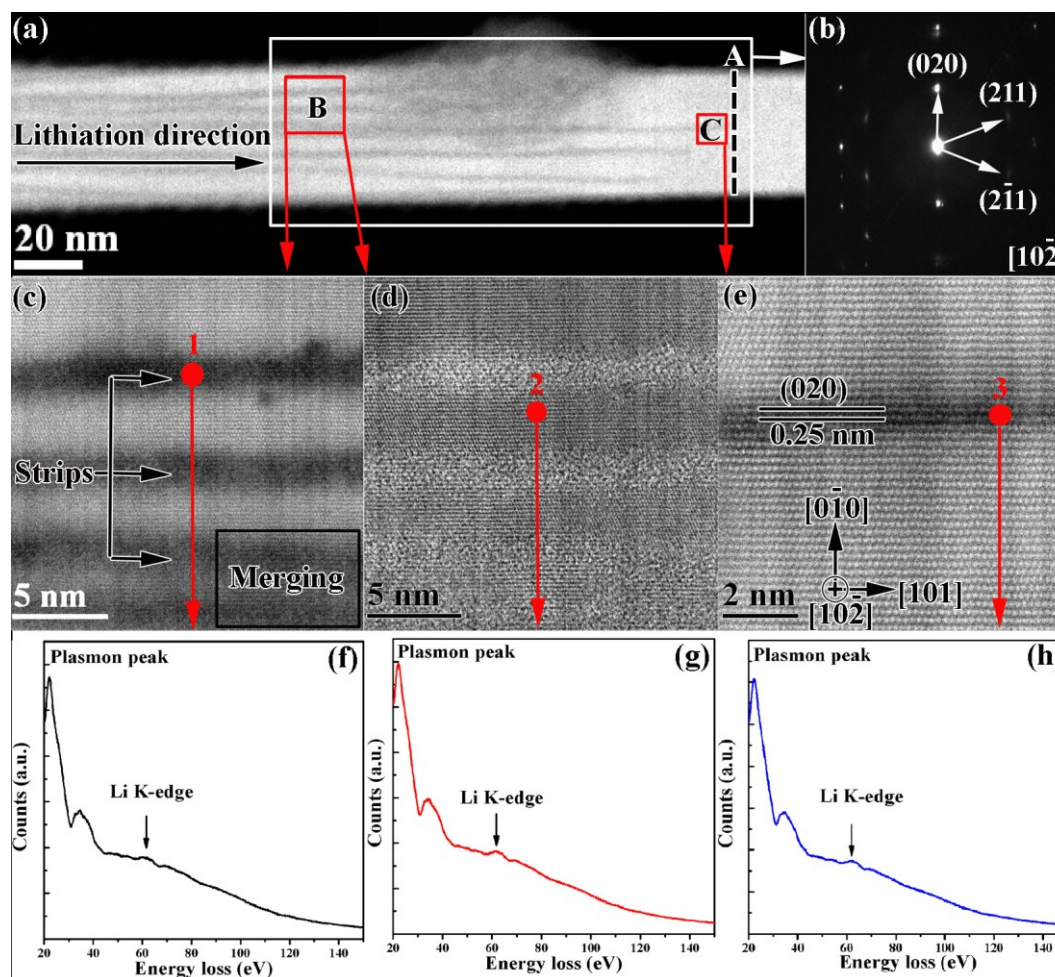 (a)
A
B
C
Lithiation direction
20 nm
(b)
(020)
(211)
(2̄11)
[102̄
(c)
1
Strips
Merging
5 nm
(d)
2
5 nm
(e)
(020)
3
0.25 nm
[01̄0]
[101]
[102̄]
2 nm
Plasmon peak
(f)
Li K-edge
Counts (a.u.)
20 40 60 80 100 120 140
Energy loss (eV)
Plasmon peak
(g)
Li K-edge
Counts (a.u.)
20 40 60 80 100 120 140
Energy loss (eV)
Plasmon peak
(h)
Li K-edge
Counts (a.u.)
20 40 60 80 100 120 140
Energy loss (eV)